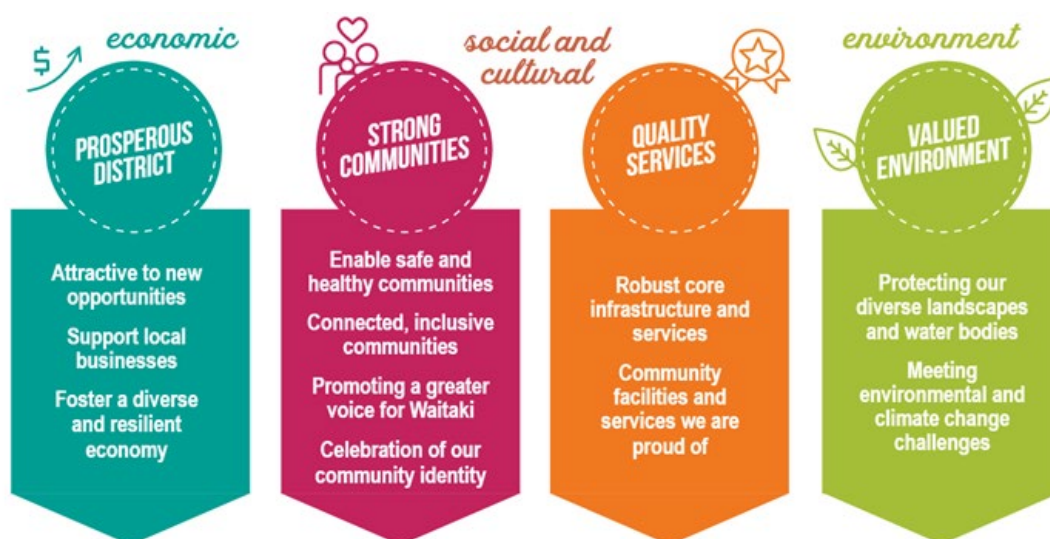 economic
PROSPEROUS
DISTRICT
Attractive to new
opportunities
Support local
businesses
Foster a diverse
and resilient
economy
social and
cultural
STRONG
COMMUNITIES
Enable safe and
healthy communities
Connected, inclusive
communities
Promoting a greater
voice for Waitaki
Celebration of our
community identity
QUALITY
SERVICES
Robust core
infrastructure and
services
Community
facilities and
services we are
proud of
environment
VALUED
ENVIRONMENT
Protecting our
diverse landscapes
and water bodies
Meeting
environmental and
climate change
challenges